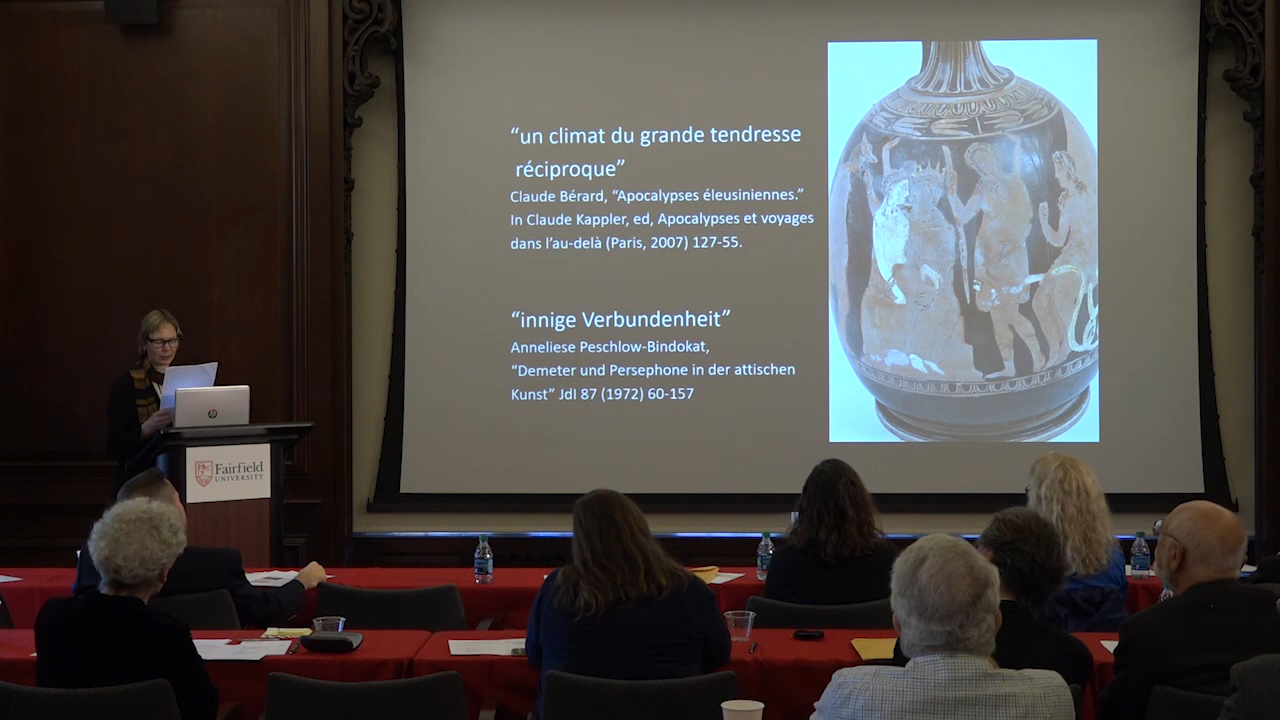 “un climat du grande tendresse
réciproque”
Claude Bérard, “Apocalypses éleusiniennes.”
In Claude Kappler, ed, Apocalypses et voyages
dans l’au-delà (Paris, 2007) 127-55.
“innige Verbundenheit”
Anneliese Peschlow-Bindokat,
“Demeter und Persephone in der attischen
Kunst” JdI 87 (1972) 60-157
hp
Fairfield
UNIVERSITY